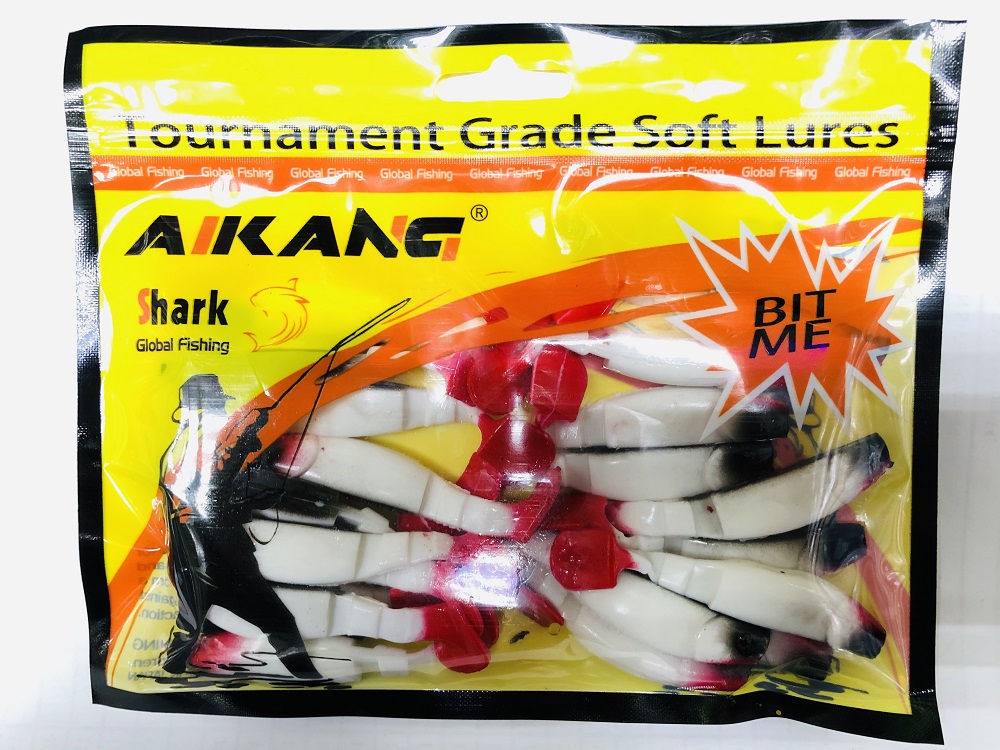 Tournament Grade Soft Lures
Global Fishing Global Fishing Global Fishing Global Fishing Global Fishing Global Fishing Global Fishing Global Fishing Global Fishing
AIKANG®
Shark
Global Fishing
BIT
ME